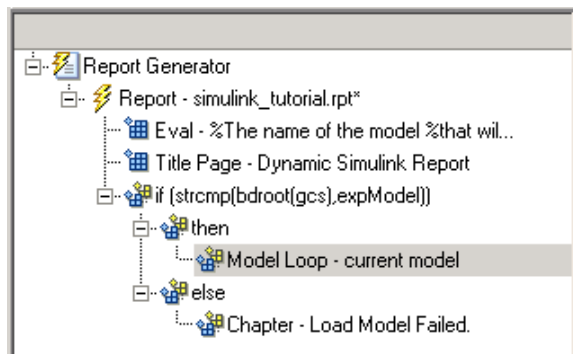 Report Generator
Report - simulink_tutorial.rpt*
Eval - %The name of the model %that wil...
Title Page - Dynamic Simulink Report
if (strcmp(bdroot(gcs),expModel))
then
Model Loop - current model
else
Chapter - Load Model Failed.